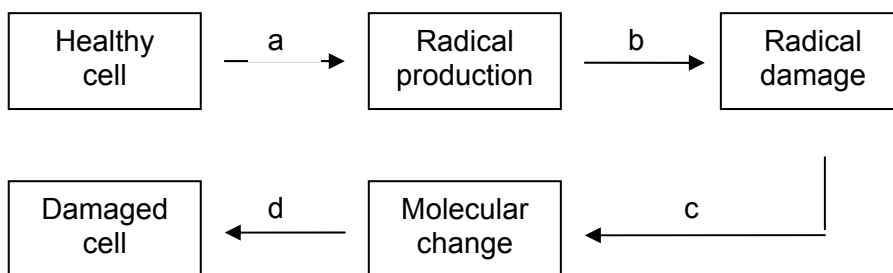 Healthy
cell
a
Radical
production
b
Radical
damage
c
Molecular
change
d
Damaged
cell